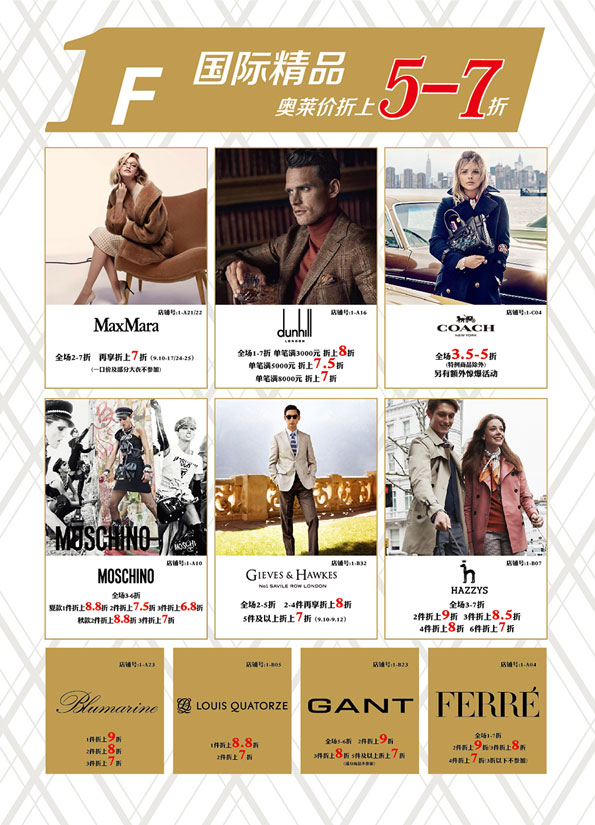 1F
国际精品
奥莱价折上5-7折
店铺号:1-A21/22
MaxMara
全场2-7折 再享折上7折 (9.10-17/24-25)
(一口价及部分大衣不参加)
店铺号:1-A16
dunhill
LONDON
全场1-7折 单笔满3000元 折上8折
单笔满5000元 折上7.5折
单笔满8000元 折上7折
店铺号:1-C04
COACH
NEW YORK
全场3.5-5折
(特例商品除外)
另有额外惊爆活动
MOSCHINO
店铺号:1-A10
MOSCHINO
全场3-6折
夏款1件折上8.8折 2件折上7.5折 3件折上6.8折
秋款2件折上8.8折 3件折上7折
店铺号:1-B32
GIEVES & HAWKES
No1 SAVILE ROW LONDON
全场2-5折 2-4件再享折上8折
5件及以上折上7折 (9.10-9.12)
店铺号:1-B07
HAZZYS
全场3-7折
2件折上9折 3件折上8.5折
4件折上8折 6件折上7折
店铺号:1-A23
Blumarine
1件折上9折
2件折上8折
3件折上7折
店铺号:1-B05
LOUIS QUATORZE
1件折上8.8折
2件折上7折
店铺号:1-B23
GANT
全场5-6折 2件折上9折
3件折上8折 5件及以上折上7折
(部分商品不参加)
店铺号:1-A04
FERRÉ
全场1-7折
2件折上9折/3件折上8折
4件折上7折(3折以下不参加)